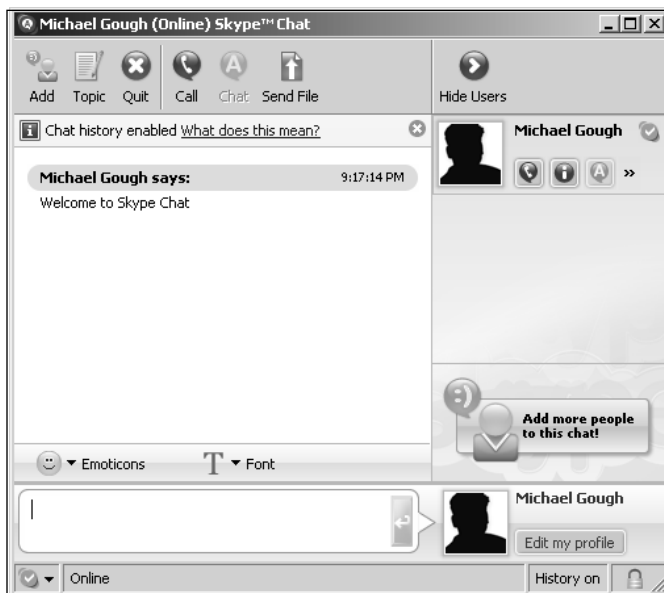 Michael Gough (Online) Skype™ Chat
Add Topic Quit Call Chat Send File Hide Users
Chat history enabled What does this mean?
Michael Gough
Michael Gough says: 9:17:14 PM
»
Welcome to Skype Chat
Add more people
to this chat!
Emoticons T Font
Michael Gough
Edit my profile
Online History on